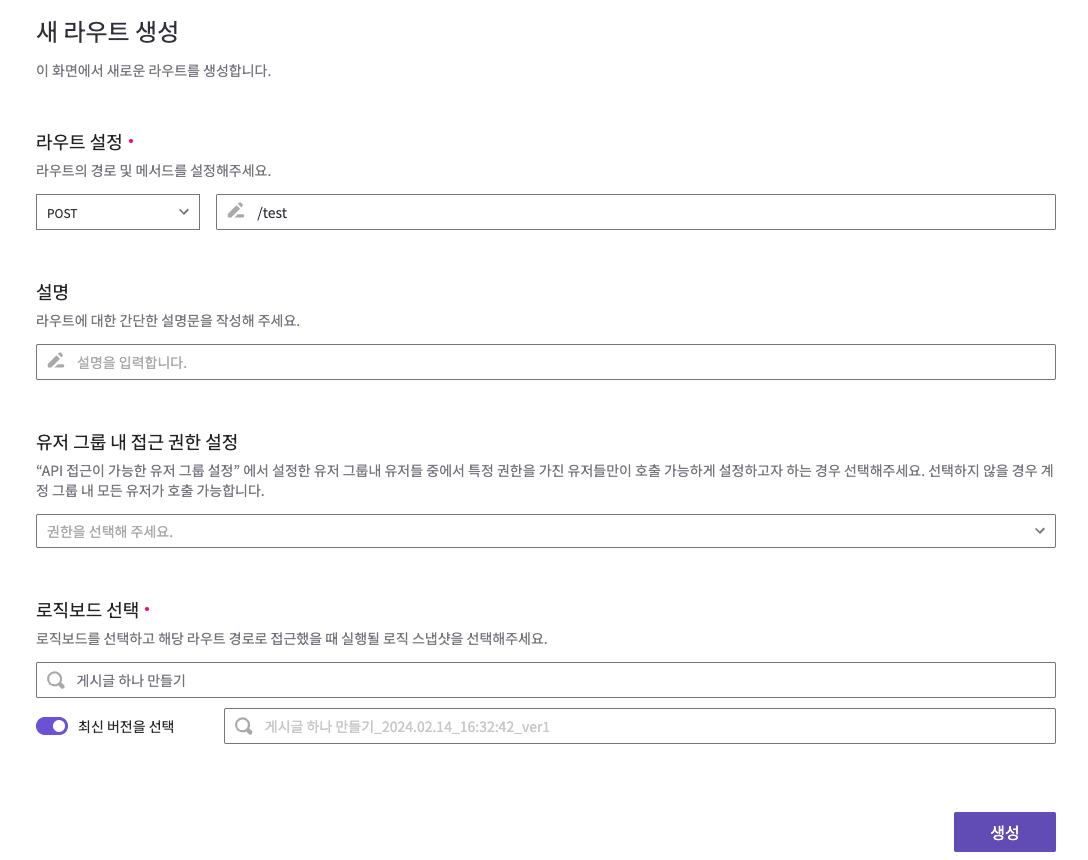 새 라우트 생성
이 화면에서 새로운 라우트를 생성합니다.
라우트 설정
라우트의 경로 및 메서드를 설정해주세요.
POST
/test
설명
라우트에 대한 간단한 설명문을 작성해 주세요.
설명을 입력합니다.
유저 그룹 내 접근 권한 설정
“API 접근이 가능한 유저 그룹 설정” 에서 설정한 유저 그룹내 유저들 중에서 특정 권한을 가진 유저들만이 호출 가능하게 설정하고자 하는 경우 선택해주세요. 선택하지 않을 경우 계
정 그룹 내 모든 유저가 호출 가능합니다.
권한을 선택해 주세요.
로직보드 선택
로직보드를 선택하고 해당 라우트 경로로 접근했을 때 실행될 로직 스냅샷을 선택해주세요.
게시글 하나 만들기
최신 버전을 선택
게시글 하나 만들기_2024.02.14_16:32:42_ver1
생성